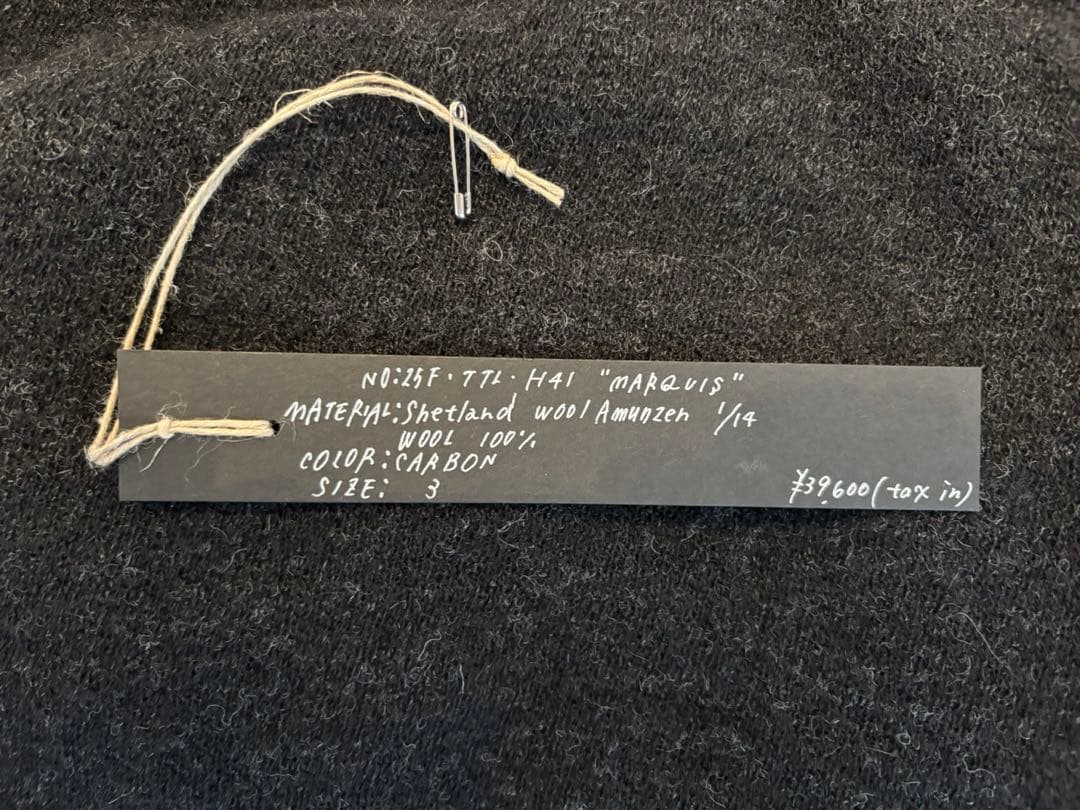 NO:25F・TTL・H41 "MARQUIS"
MATERIAL:Shetland wool Amunzen 1/14
WOOL 100%
COLOR:CARBON
SIZE: 3
¥39,600(tax in)